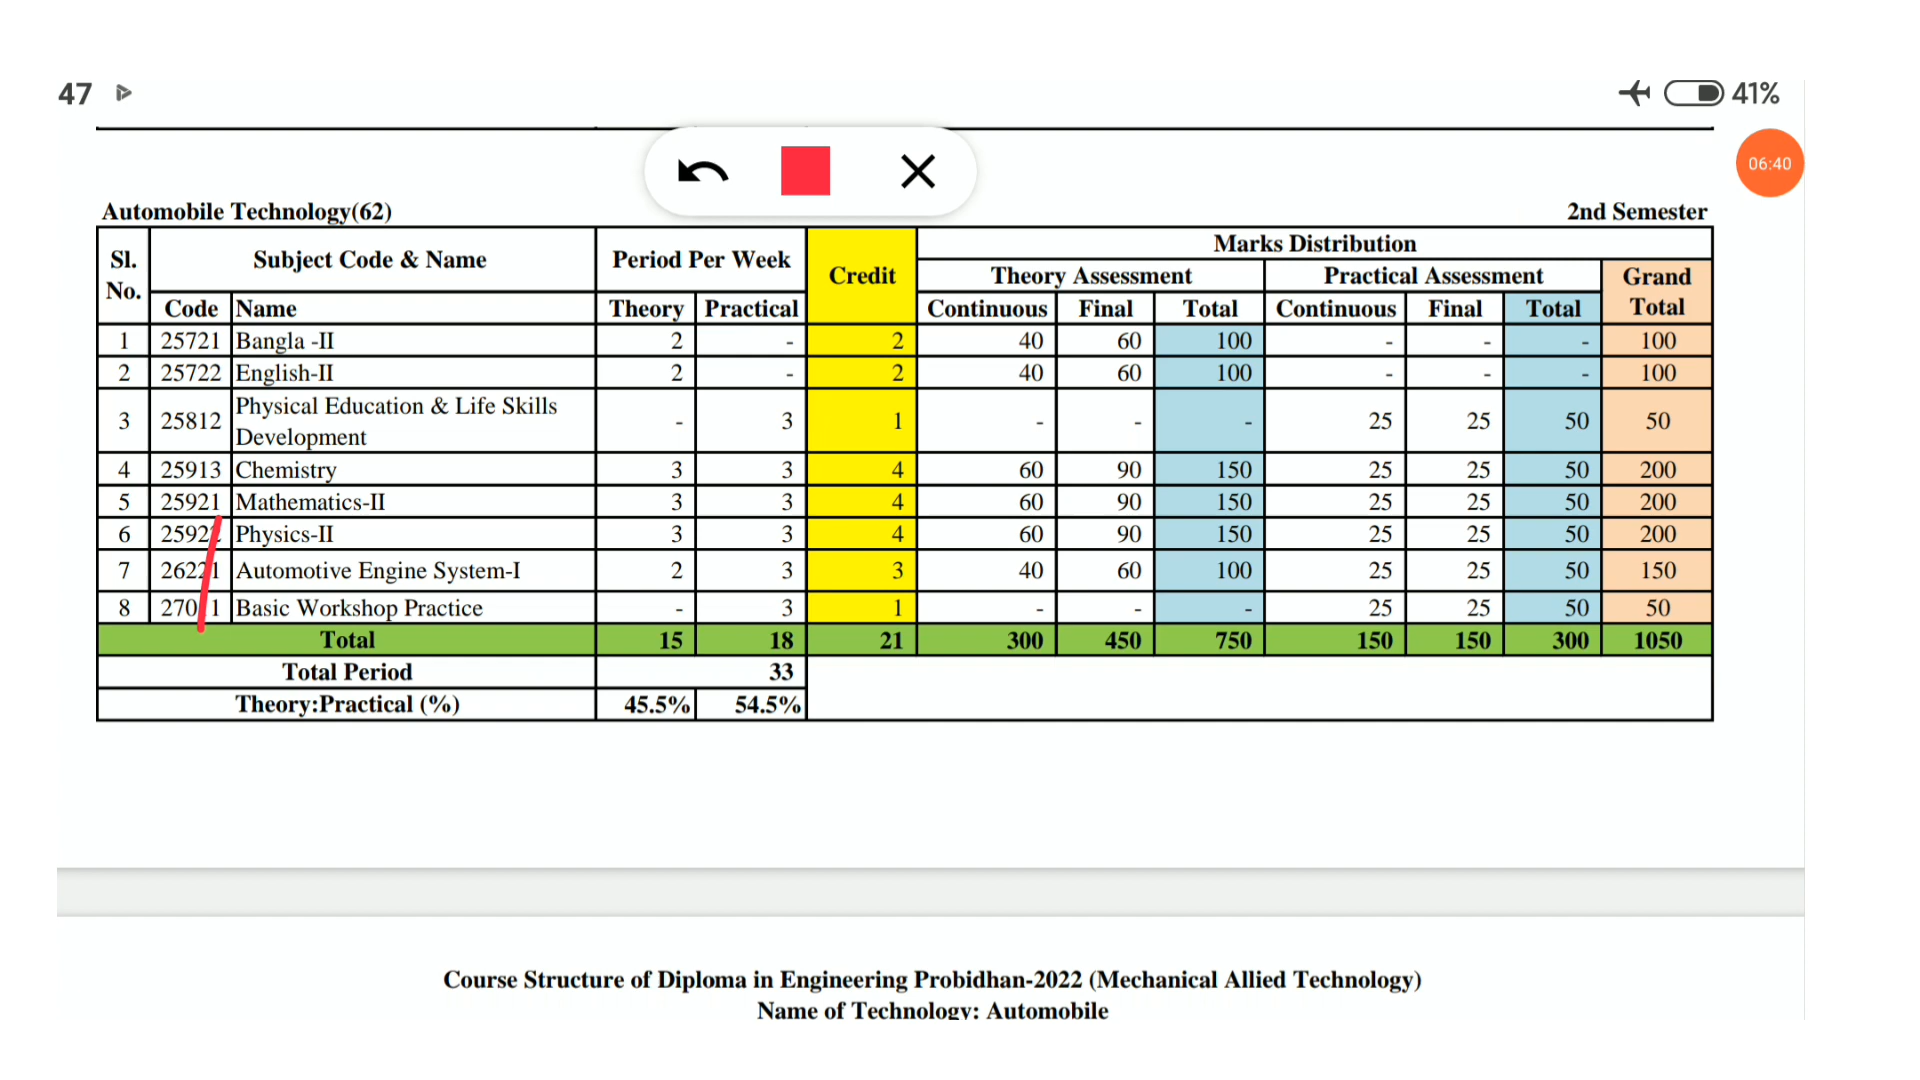 47 41%
06:40
Automobile Technology(62) 2nd Semester
Sl. No. Subject Code & Name Period Per Week Credit Marks Distribution
Theory Assessment Practical Assessment Grand Total
Code Name Theory Practical Continuous Final Total Continuous Final Total
1 25721 Bangla -II 2 - 2 40 60 100 - - - 100
2 25722 English-II 2 - 2 40 60 100 - - - 100
3 25812 Physical Education & Life Skills Development - 3 1 - - - 25 25 50 50
4 25913 Chemistry 3 3 4 60 90 150 25 25 50 200
5 25921 Mathematics-II 3 3 4 60 90 150 25 25 50 200
6 25922 Physics-II 3 3 4 60 90 150 25 25 50 200
7 26221 Automotive Engine System-I 2 3 3 40 60 100 25 25 50 150
8 Basic Workshop Practice - 3 1 - - - 25 25 50 50
Total 15 18 21 300 450 750 150 150 300 1050
Total Period 33
Theory:Practical (%) 45.5% 54.5%
Course Structure of Diploma in Engineering Probidhan-2022 (Mechanical Allied Technology)
Name of Technology: Automobile